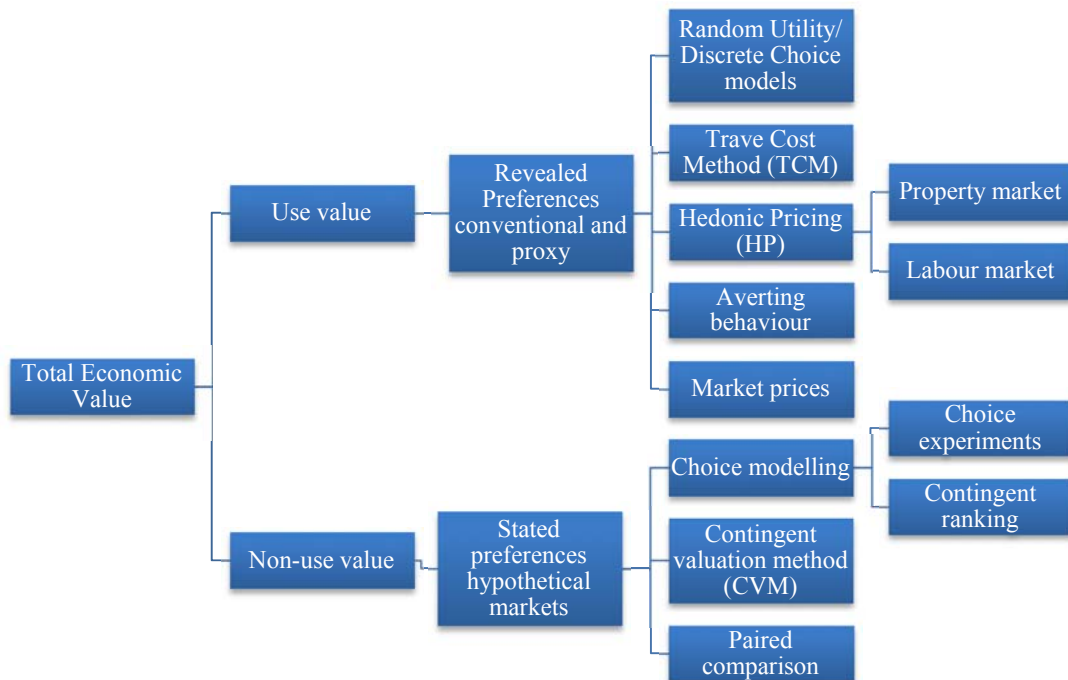 Total Economic
Value
Use value
Revealed
Preferences
conventional and
proxy
Random Utility/
Discrete Choice
models
Trave Cost
Method (TCM)
Hedonic Pricing
(HP)
Property market
Labour market
Averting
behaviour
Market prices
Non-use value
Stated
preferences
hypothetical
markets
Choice modelling
Choice
experiments
Contingent
ranking
Contingent
valuation method
(CVM)
Paired
comparison